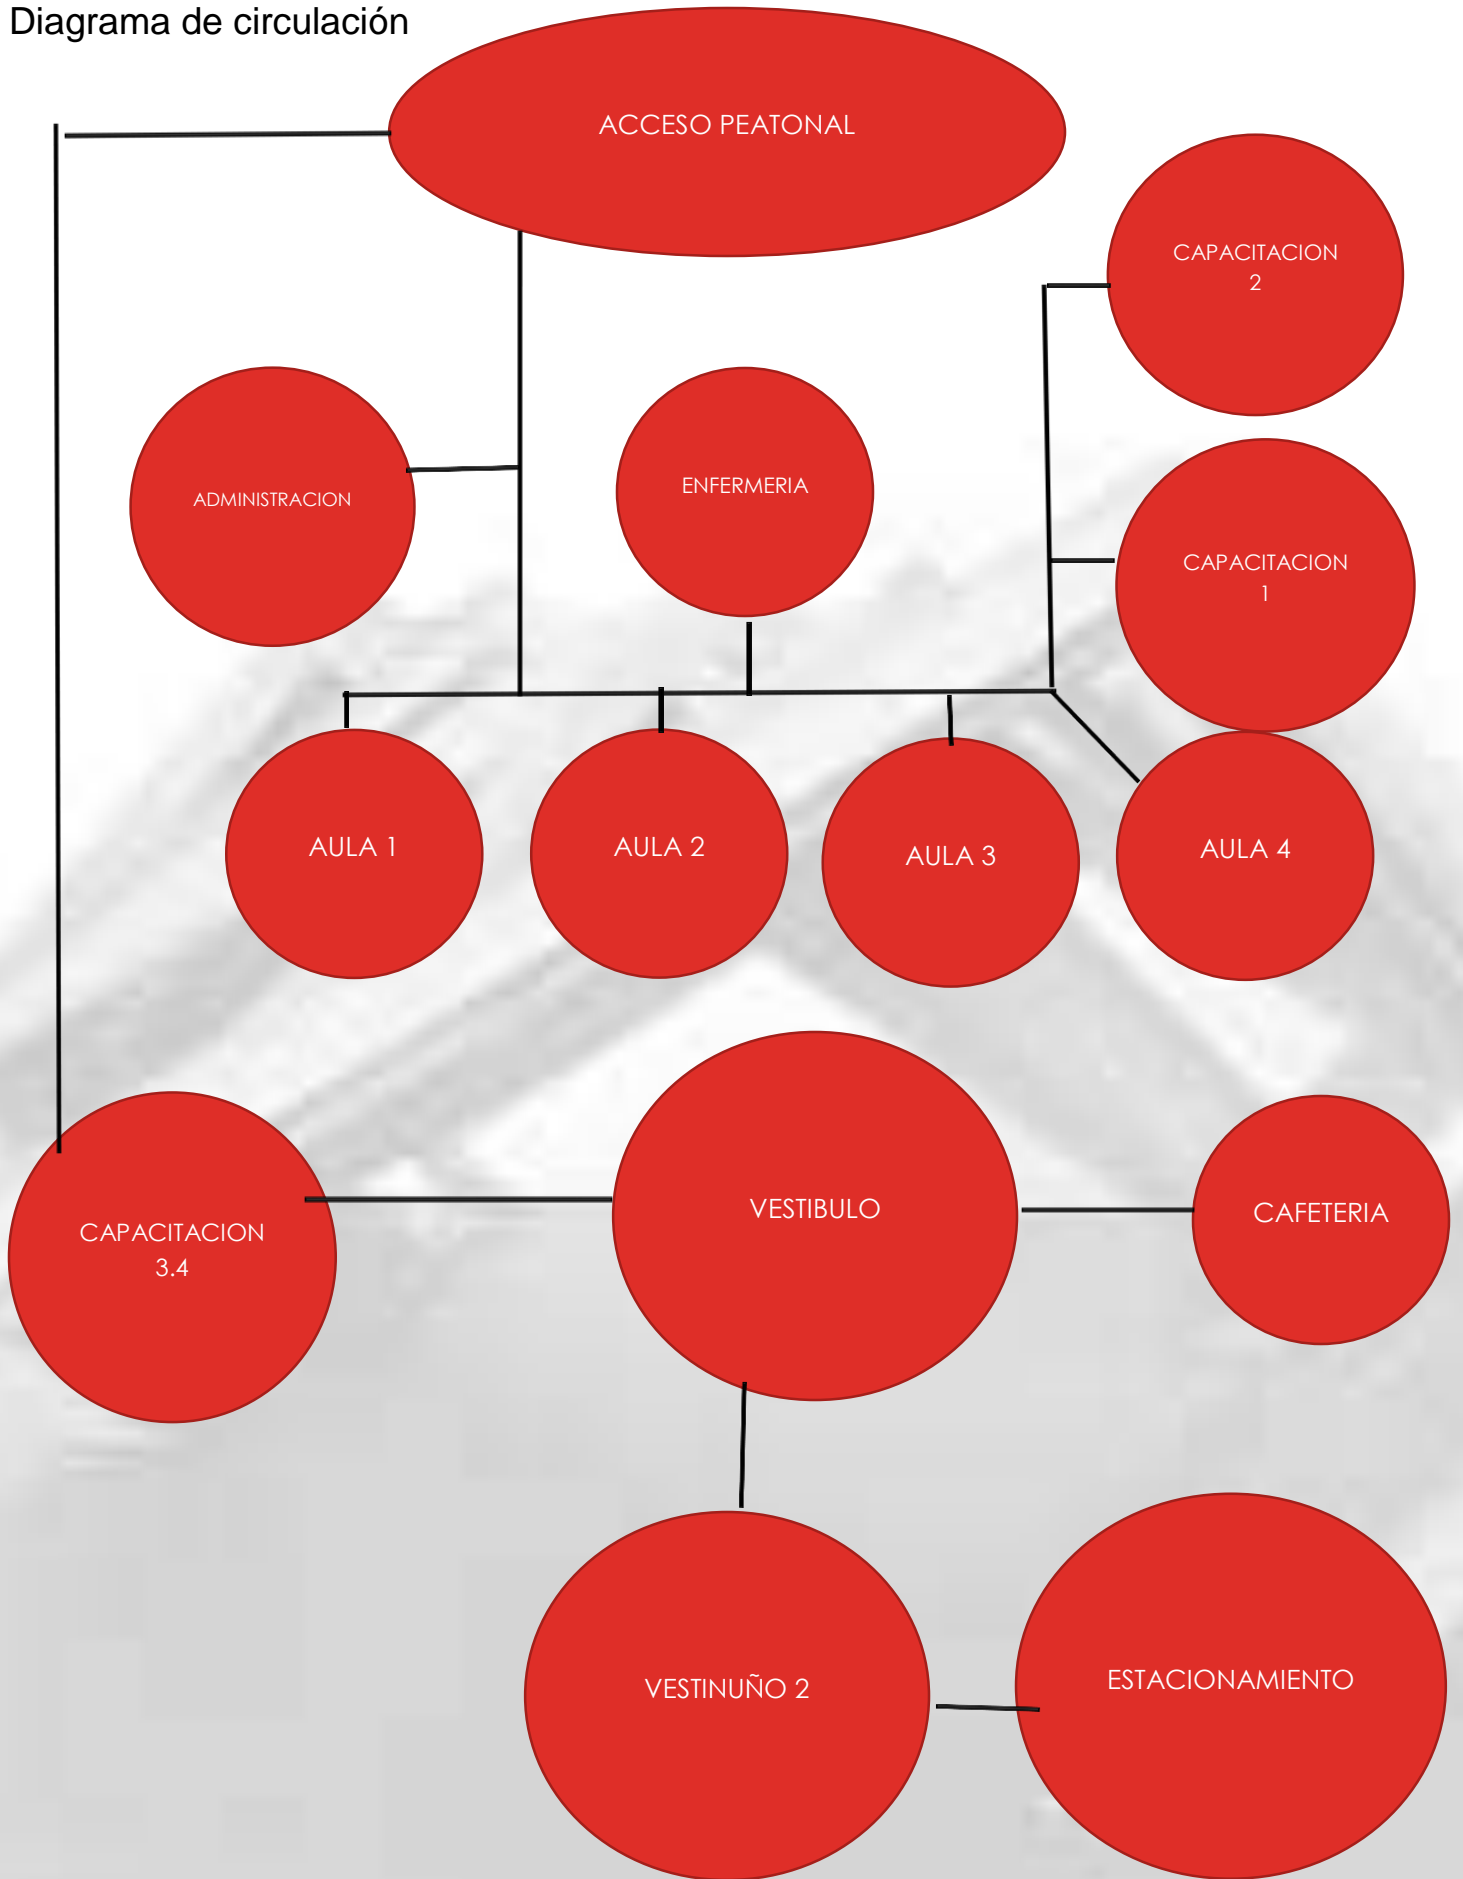 Diagrama de circulación
ACCESO PEATONAL
CAPACITACION
2
ADMINISTRACION
ENFERMERIA
CAPACITACION
1
AULA 1
AULA 2
AULA 3
AULA 4
CAPACITACION
3.4
VESTIBULO
CAFETERIA
VESTINUÑO 2
ESTACIONAMIENTO